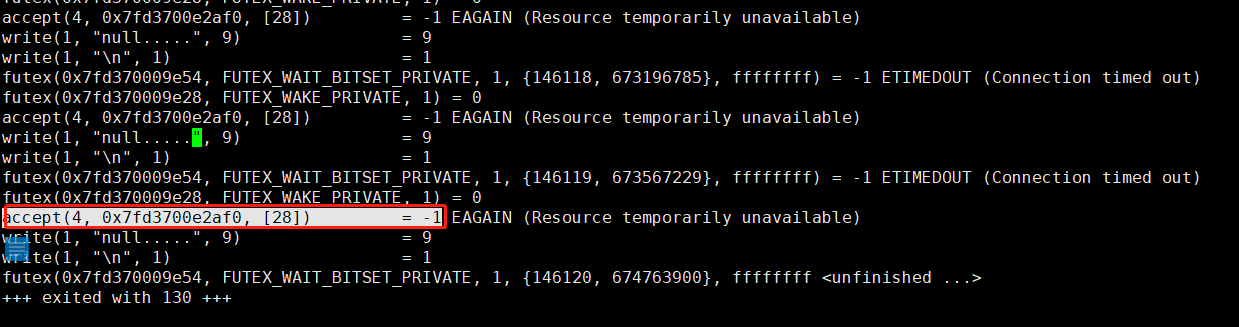 futex(0x7fd370009e28, FUTEX_WAKE_PRIVATE, 1) = 0
accept(4, 0x7fd3700e2af0, [28])         = -1 EAGAIN (Resource temporarily unavailable)
write(1, "null.....", 9)                = 9
write(1, "\n", 1)                       = 1
futex(0x7fd370009e54, FUTEX_WAIT_BITSET_PRIVATE, 1, {146118, 673196785}, ffffffff) = -1 ETIMEDOUT (Connection timed out)
futex(0x7fd370009e28, FUTEX_WAKE_PRIVATE, 1) = 0
accept(4, 0x7fd3700e2af0, [28])         = -1 EAGAIN (Resource temporarily unavailable)
write(1, "null.....", 9)                = 9
write(1, "\n", 1)                       = 1
futex(0x7fd370009e54, FUTEX_WAIT_BITSET_PRIVATE, 1, {146119, 673567229}, ffffffff) = -1 ETIMEDOUT (Connection timed out)
futex(0x7fd370009e28, FUTEX_WAKE_PRIVATE, 1) = 0
accept(4, 0x7fd3700e2af0, [28])         = -1 EAGAIN (Resource temporarily unavailable)
write(1, "null.....", 9)                = 9
write(1, "\n", 1)                       = 1
futex(0x7fd370009e54, FUTEX_WAIT_BITSET_PRIVATE, 1, {146120, 674763900}, ffffffff <unfinished ...>
+++ exited with 130 +++